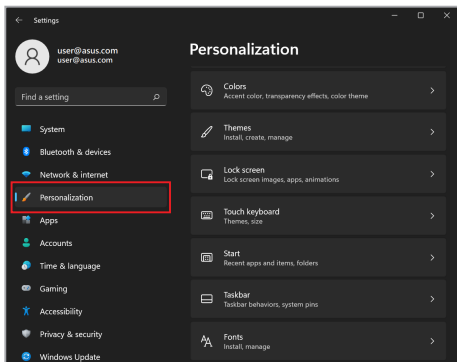 Settings
user@asus.com
user@asus.com
Find a setting
System
Bluetooth & devices
Network & internet
Personalization
Apps
Accounts
Time & language
Gaming
Accessibility
Privacy & security
Windows Update
Personalization
Colors
Accent color, transparency effects, color theme
Themes
Install, create, manage
Lock screen
Lock screen images, apps, animations
Touch keyboard
Themes, size
Start
Recent apps and items, folders
Taskbar
Taskbar behaviors, system pins
Fonts
Install, manage